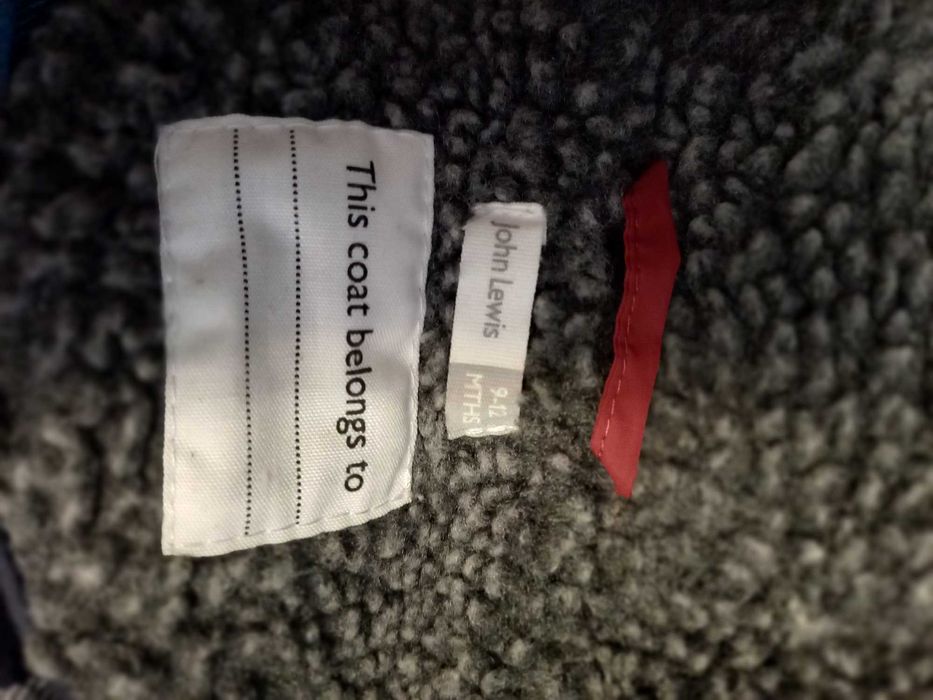 John Lewis
9-12
MTHS
This coat belongs to